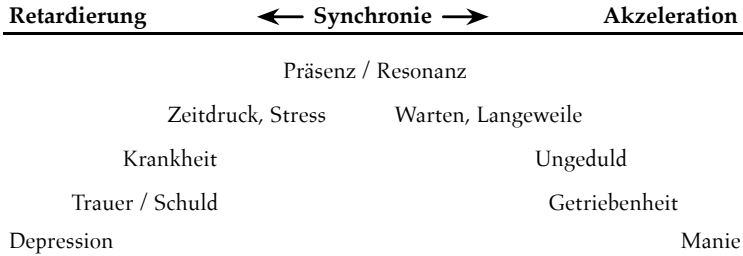 Retardierung ← Synchronie → Akzeleration
Präsenz / Resonanz
Zeitdruck, Stress Warten, Langeweile
Krankheit Ungeduld
Trauer / Schuld Getriebenheit
Depression Manie